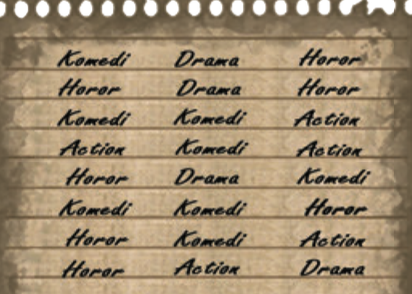 Komedi Drama Horor
Horor Drama Horor
Komedi Komedi Action
Action Komedi Action
Horor Drama Komedi
Komedi Komedi Horor
Horor Komedi Action
Horor Action Drama